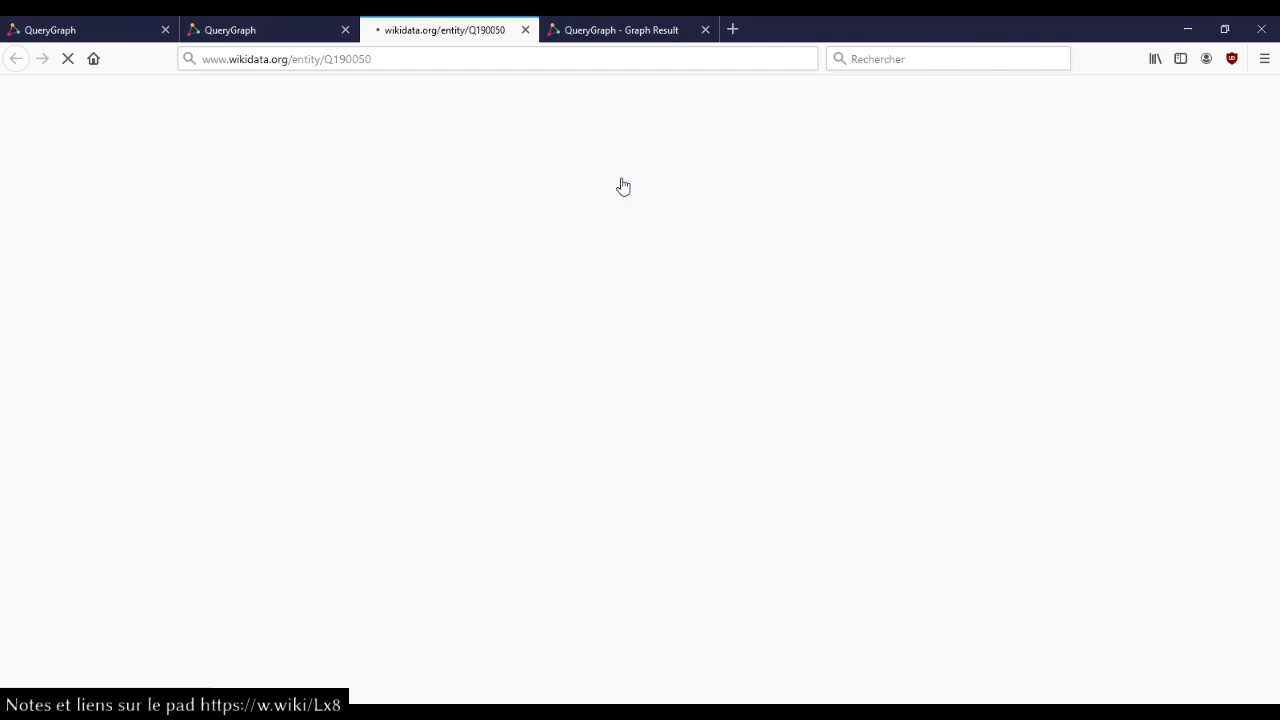 QueryGraph
QueryGraph
wikidata.org/entity/Q190050
QueryGraph - Graph Result
www.wikidata.org/entity/Q190050
Rechercher
Notes et liens sur le pad https://w.wiki/Lx8